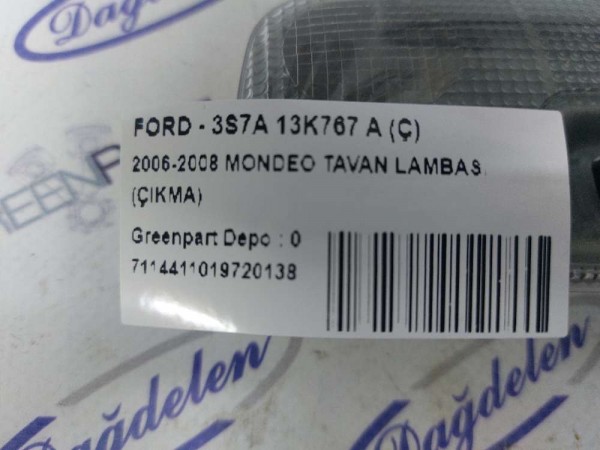 Dağdelen
FORD - 3S7A 13K767 A (Ç)
2006-2008 MONDEO TAVAN LAMBAS
(ÇIKMA)
Greenpart Depo : 0
7114411019720138
Dağdelen
Dağdelen